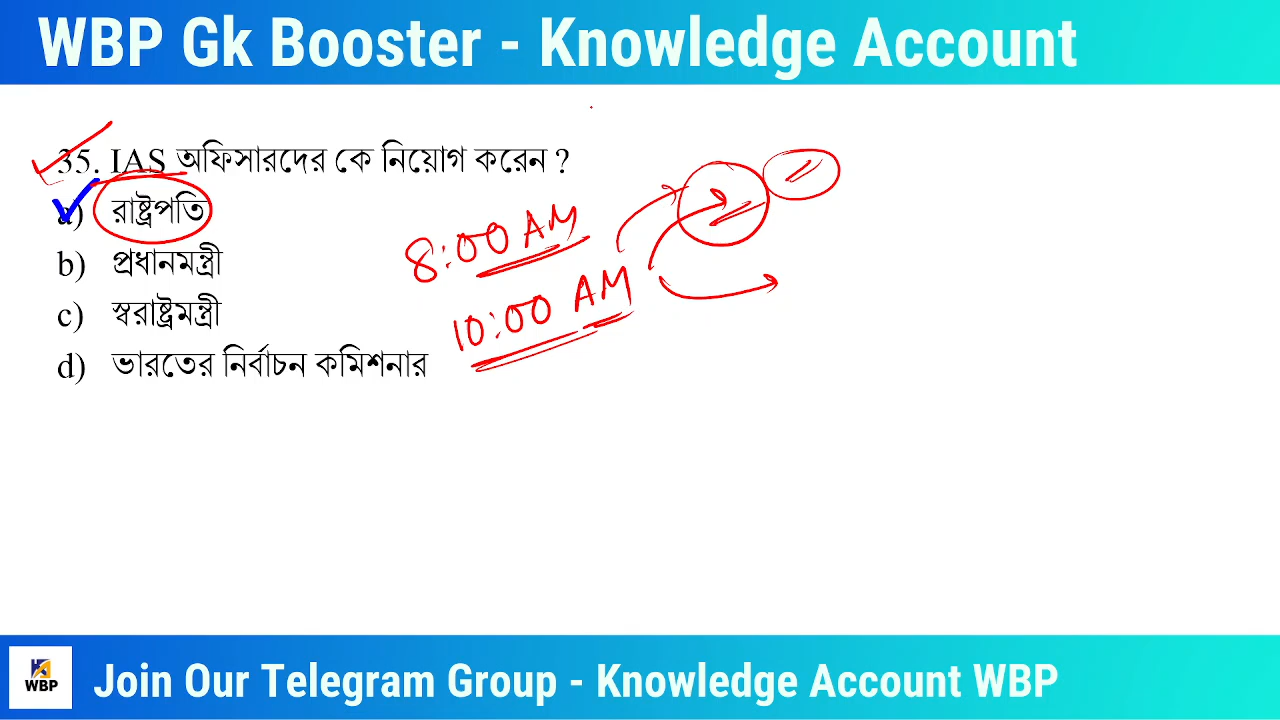 WBP Gk Booster - Knowledge Account
35. IAS অফিসারদের কে নিয়োগ করেন ?
a) রাষ্ট্রপতি
b) প্রধানমন্ত্রী
c) স্বরাষ্ট্রমন্ত্রী
d) ভারতের নির্বাচন কমিশনার
8:00 AM
10:00 AM
WBP
Join Our Telegram Group - Knowledge Account WBP